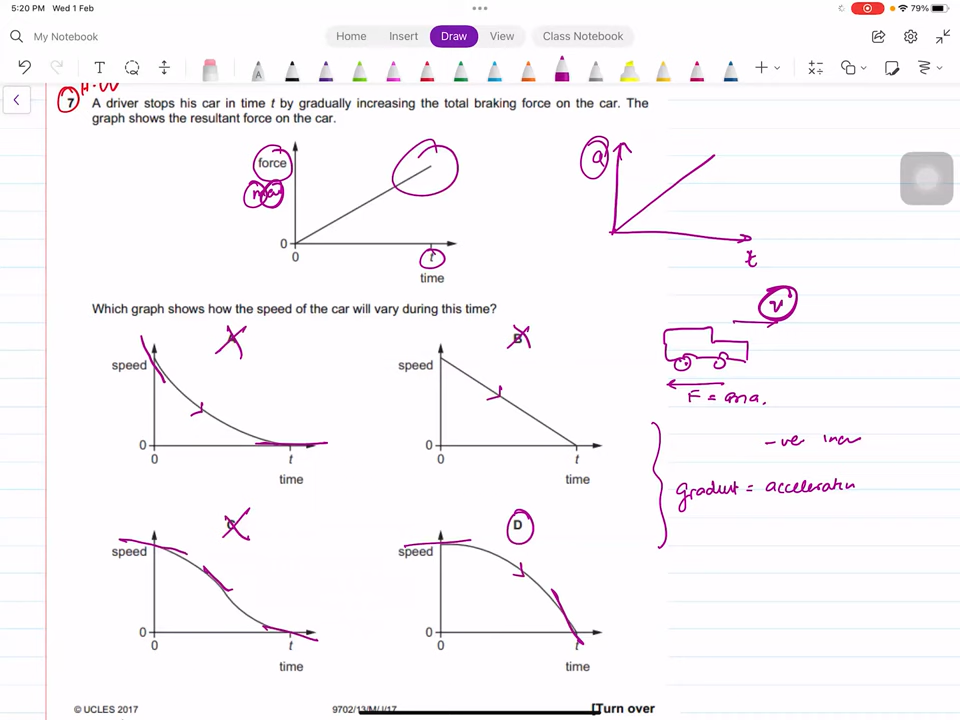 5:20 PM Wed 1 Feb
79%
My Notebook
Home Insert Draw View Class Notebook
H.W
7 A driver stops his car in time t by gradually increasing the total braking force on the car. The
graph shows the resultant force on the car.
force
ma
0
0
t
time
a
t
Which graph shows how the speed of the car will vary during this time?
v
F = ma.
-ve incr
gradient = acceleration
A
speed
0
0
t
time
B
speed
0
0
t
time
C
speed
0
0
t
time
D
speed
0
0
t
time
© UCLES 2017
9702/13/M/J/17
[Turn over